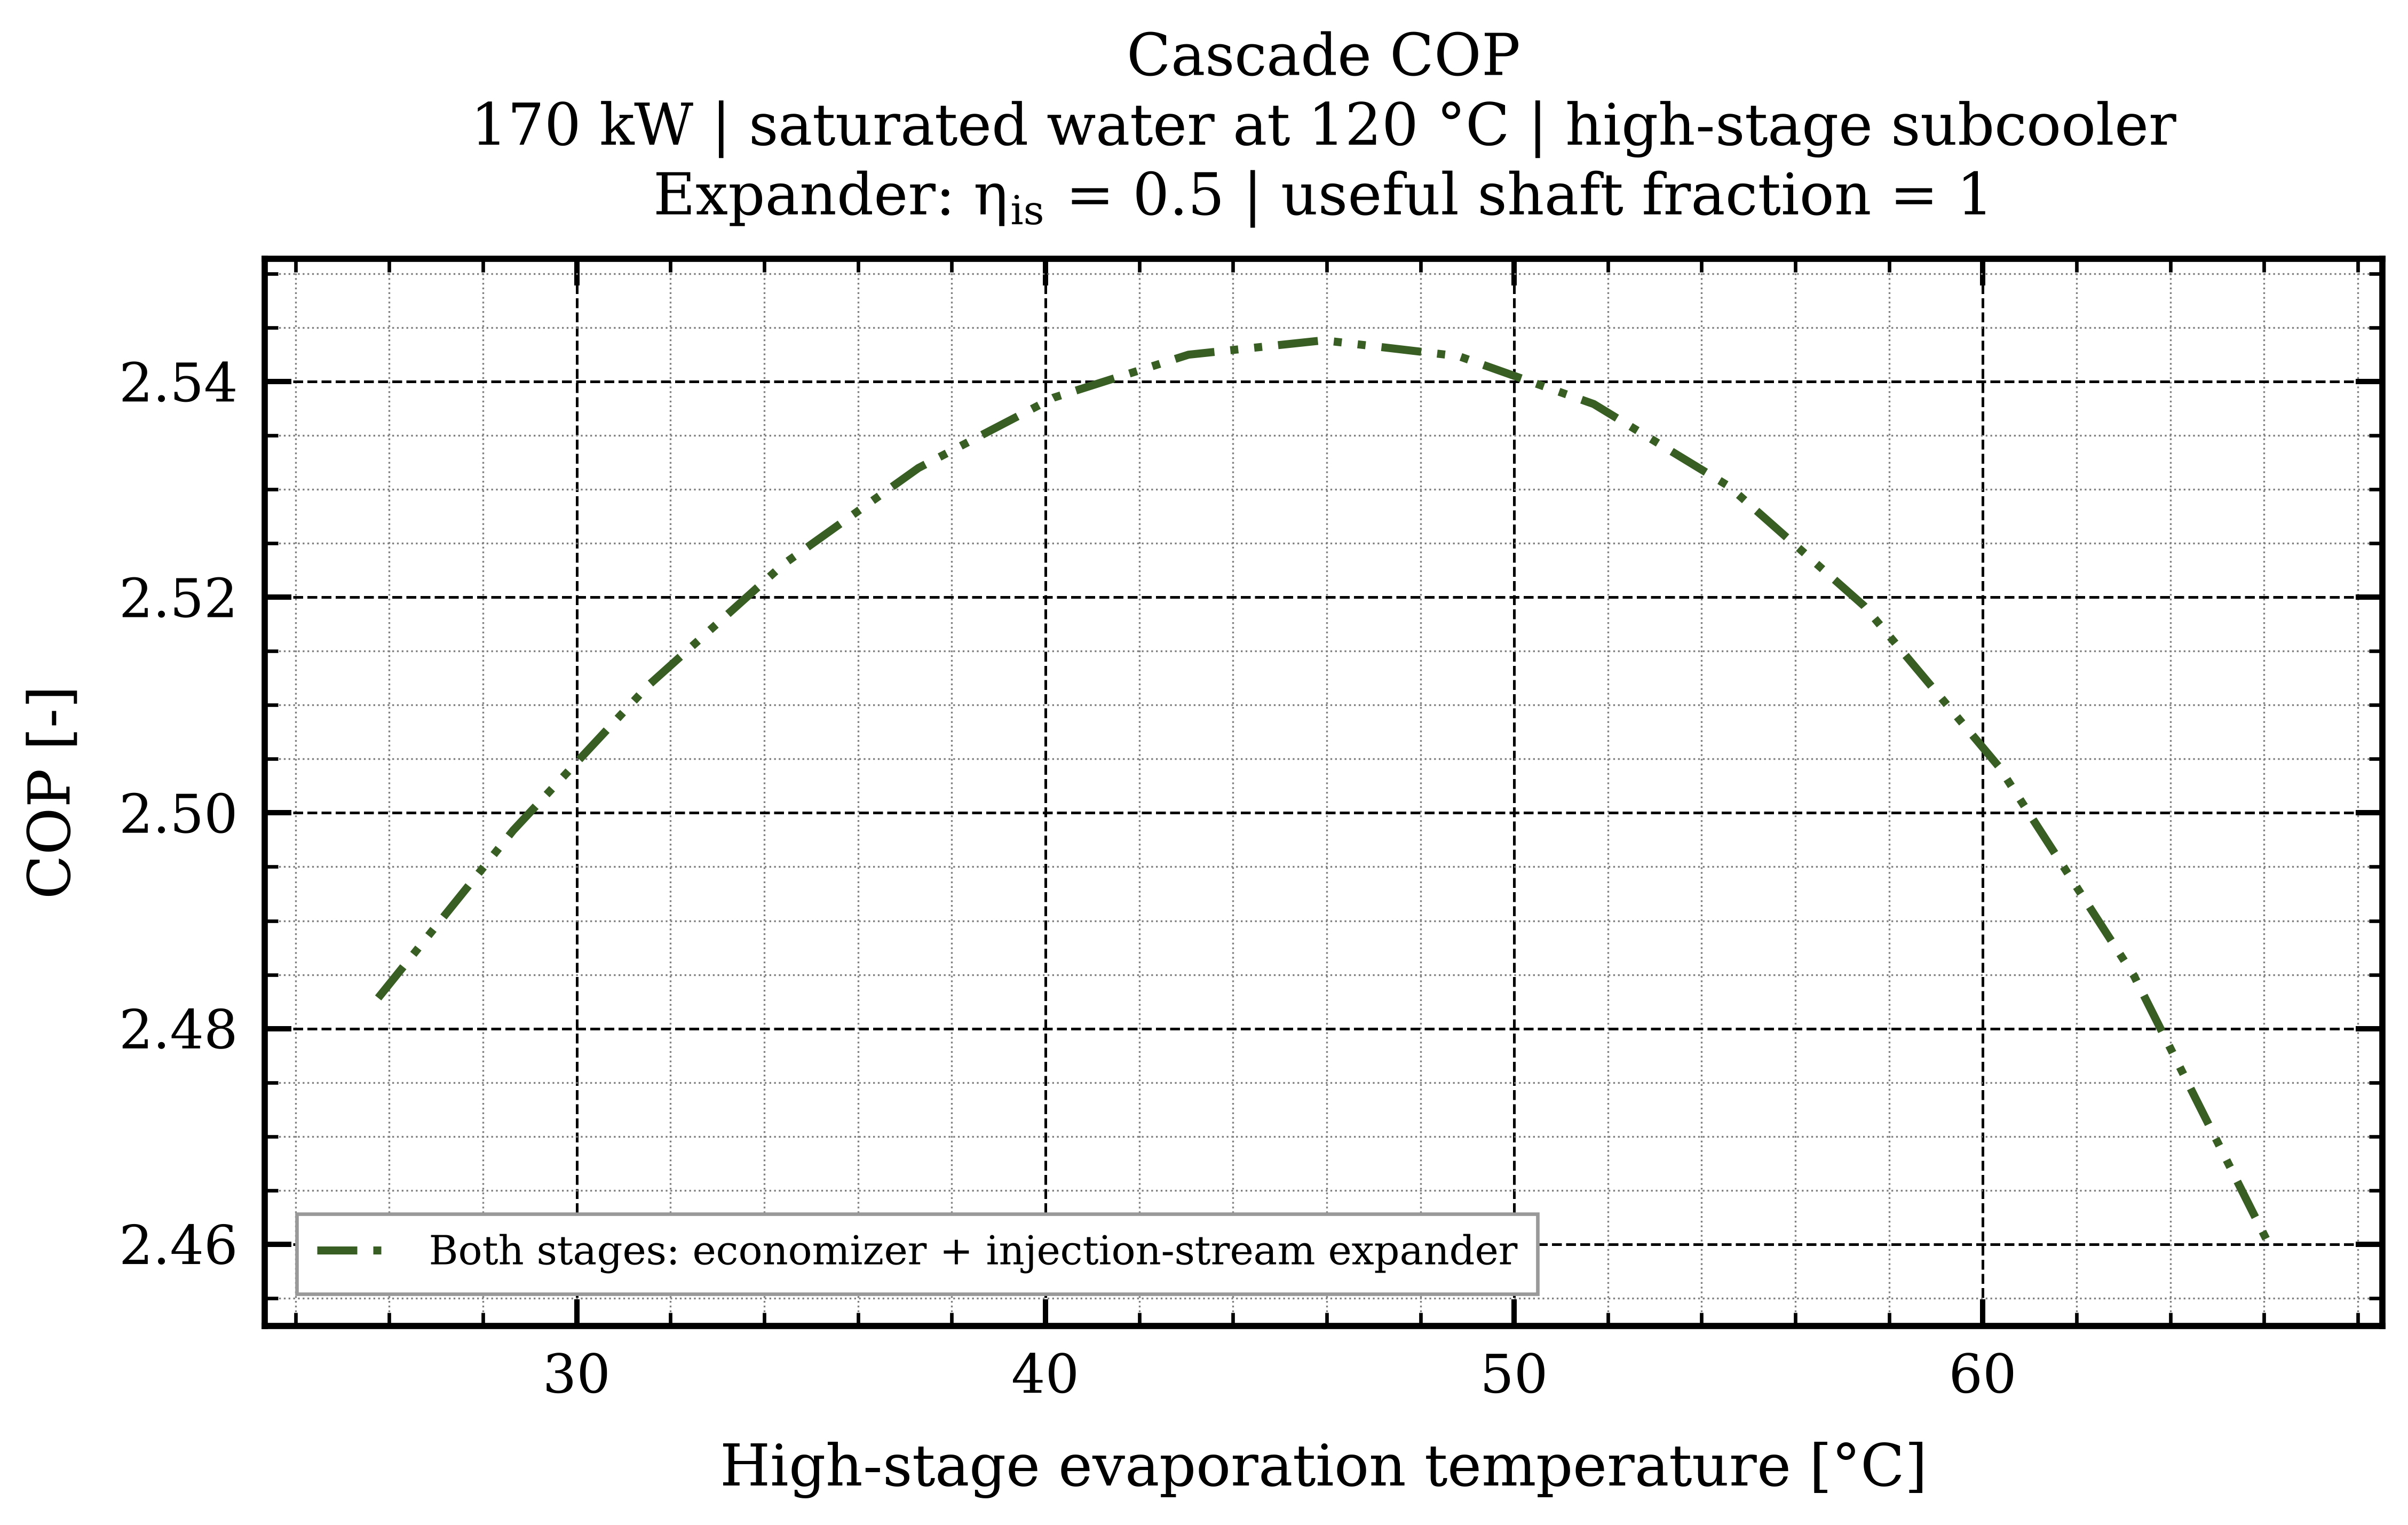 Cascade COP
170 kW | saturated water at 120 °C | high-stage subcooler
Expander: ηis = 0.5 | useful shaft fraction = 1
COP [-]
2.54
2.52
2.50
2.48
2.46
Both stages: economizer + injection-stream expander
30 40 50 60
High-stage evaporation temperature [°C]